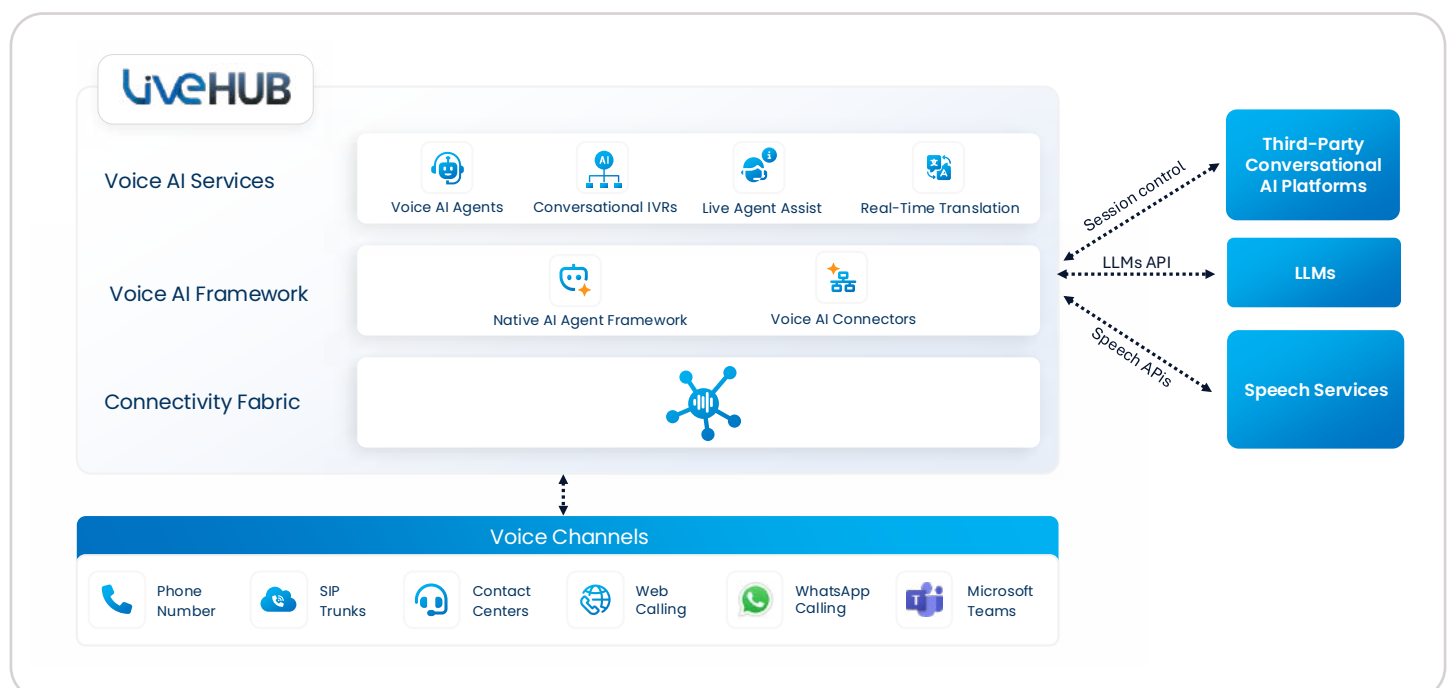 LiveHUB
Voice AI Services
AI
i
A
Voice AI Agents
Conversational IVRs
Live Agent Assist
Real-Time Translation
Voice AI Framework
Native AI Agent Framework
Voice AI Connectors
Connectivity Fabric
Session control
LLMs API
Speech APis
Third-Party
Conversational
AI Platforms
LLMs
Speech Services
Voice Channels
Phone
Number
SIP
Trunks
Contact
Centers
Web
Calling
WhatsApp
Calling
T
Microsoft
Teams